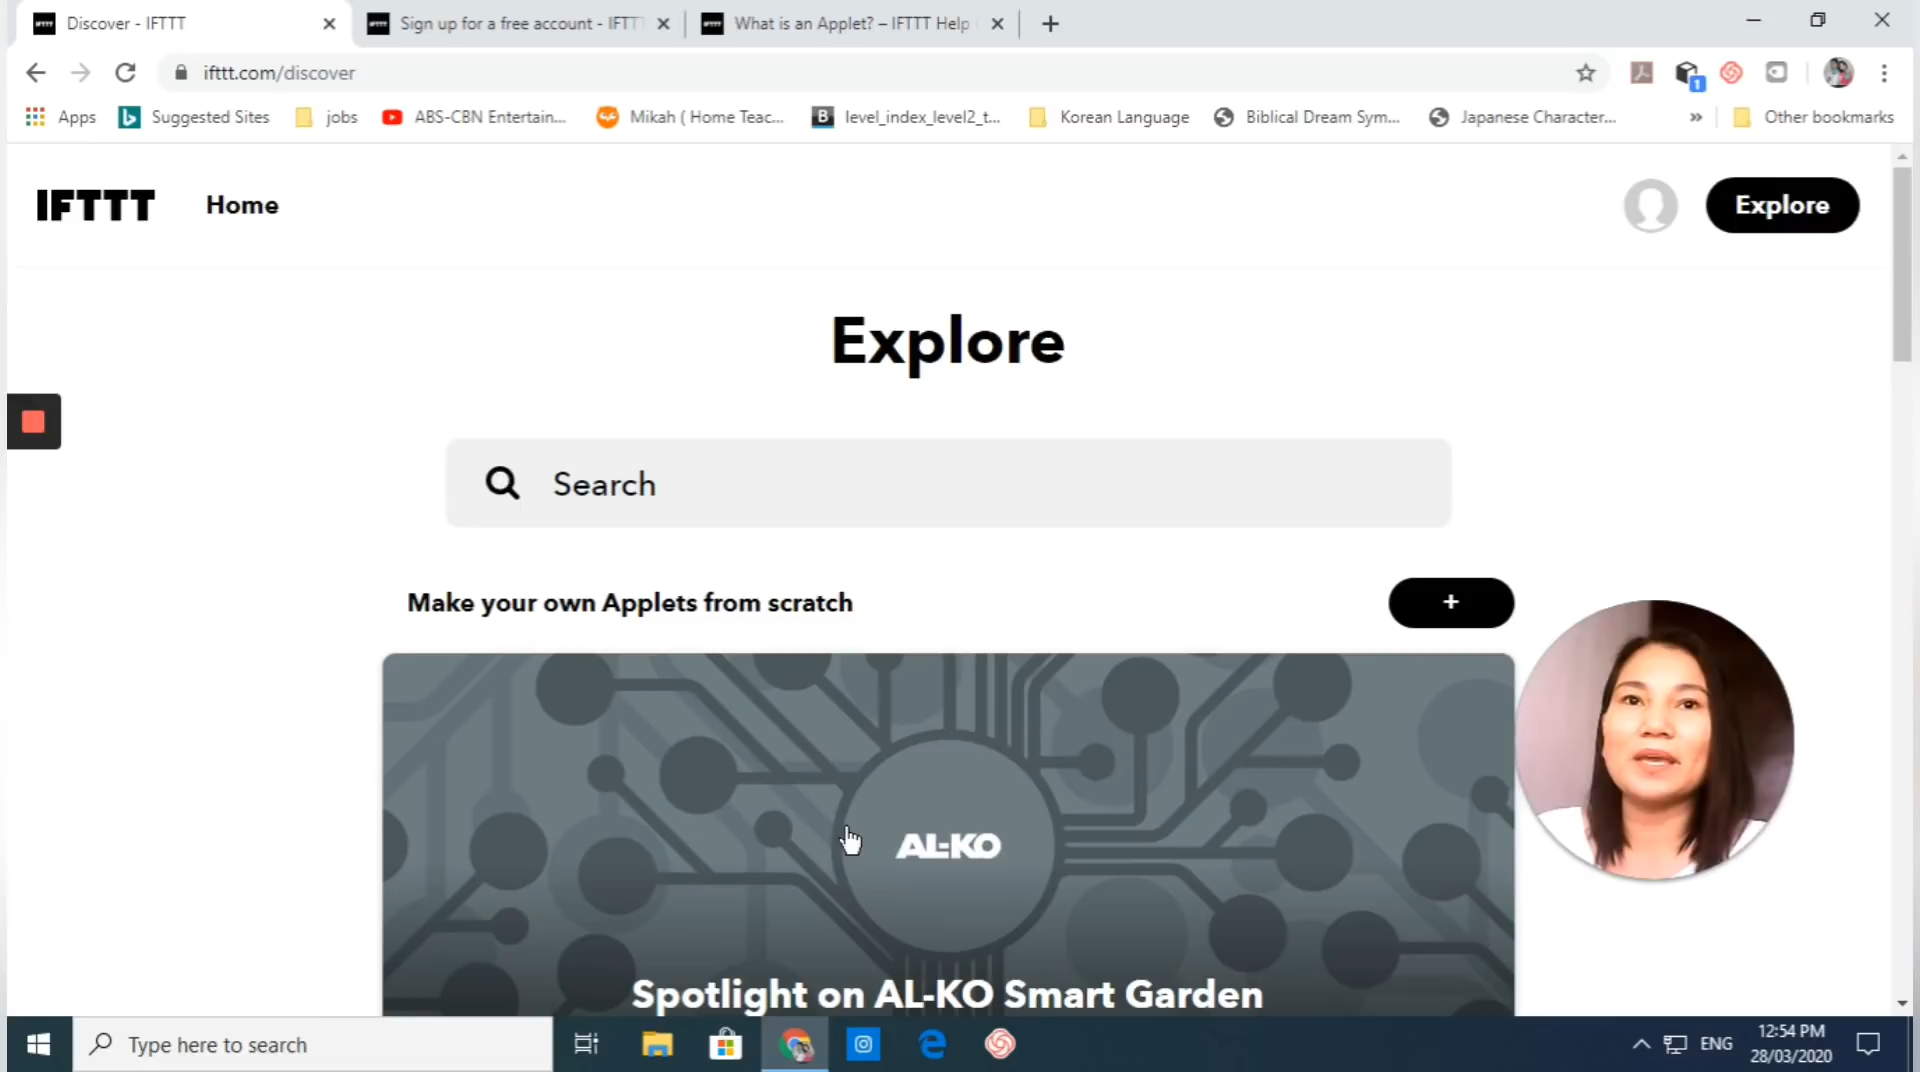 Discover - IFTTT
Sign up for a free account - IFTT
What is an Applet? – IFTTT Help
ifttt.com/discover
Apps
Suggested Sites
jobs
ABS-CBN Entertain...
Mikah ( Home Teac...
level_index_level2_t...
Korean Language
Biblical Dream Sym...
Japanese Character...
»
Other bookmarks
IFTTT
Home
Explore
Explore
Search
Make your own Applets from scratch
+
AL-KO
Spotlight on AL-KO Smart Garden
Type here to search
ENG
12:54 PM
28/03/2020